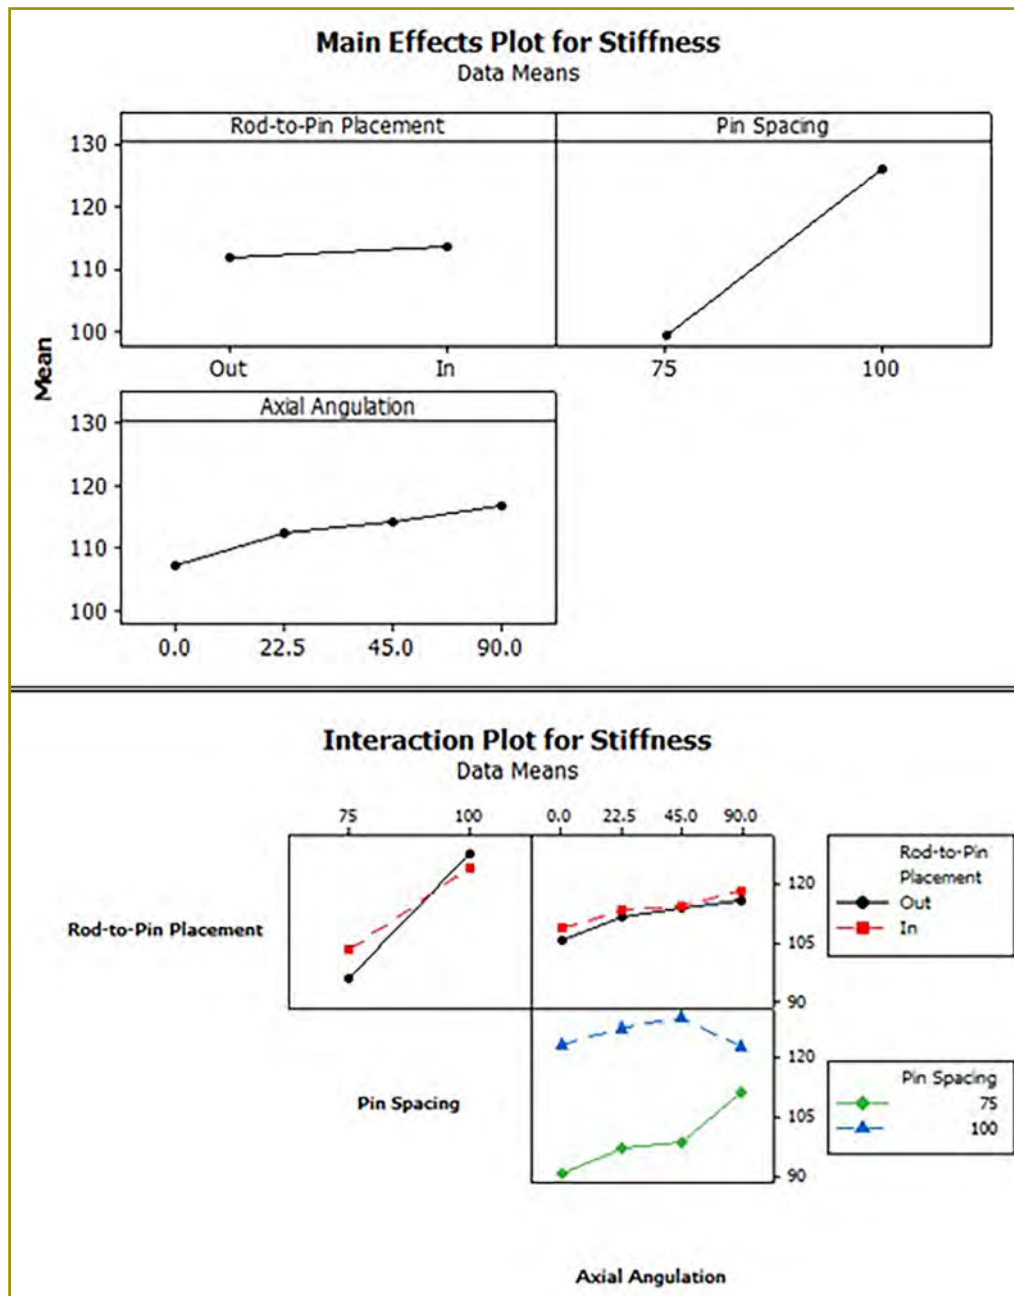 Main Effects Plot for Stiffness
Data Means
Rod-to-Pin Placement Pin Spacing
130
120
110
100
Mean
Out In 75 100
Axial Angulation
130
120
110
100
0.0 22.5 45.0 90.0
Interaction Plot for Stiffness
Data Means
75 100 0.0 22.5 45.0 90.0
Rod-to-Pin Placement
120
105
90
Rod-to-Pin
Placement
Out
In
Pin Spacing
120
105
90
Pin Spacing
75
100
Axial Angulation